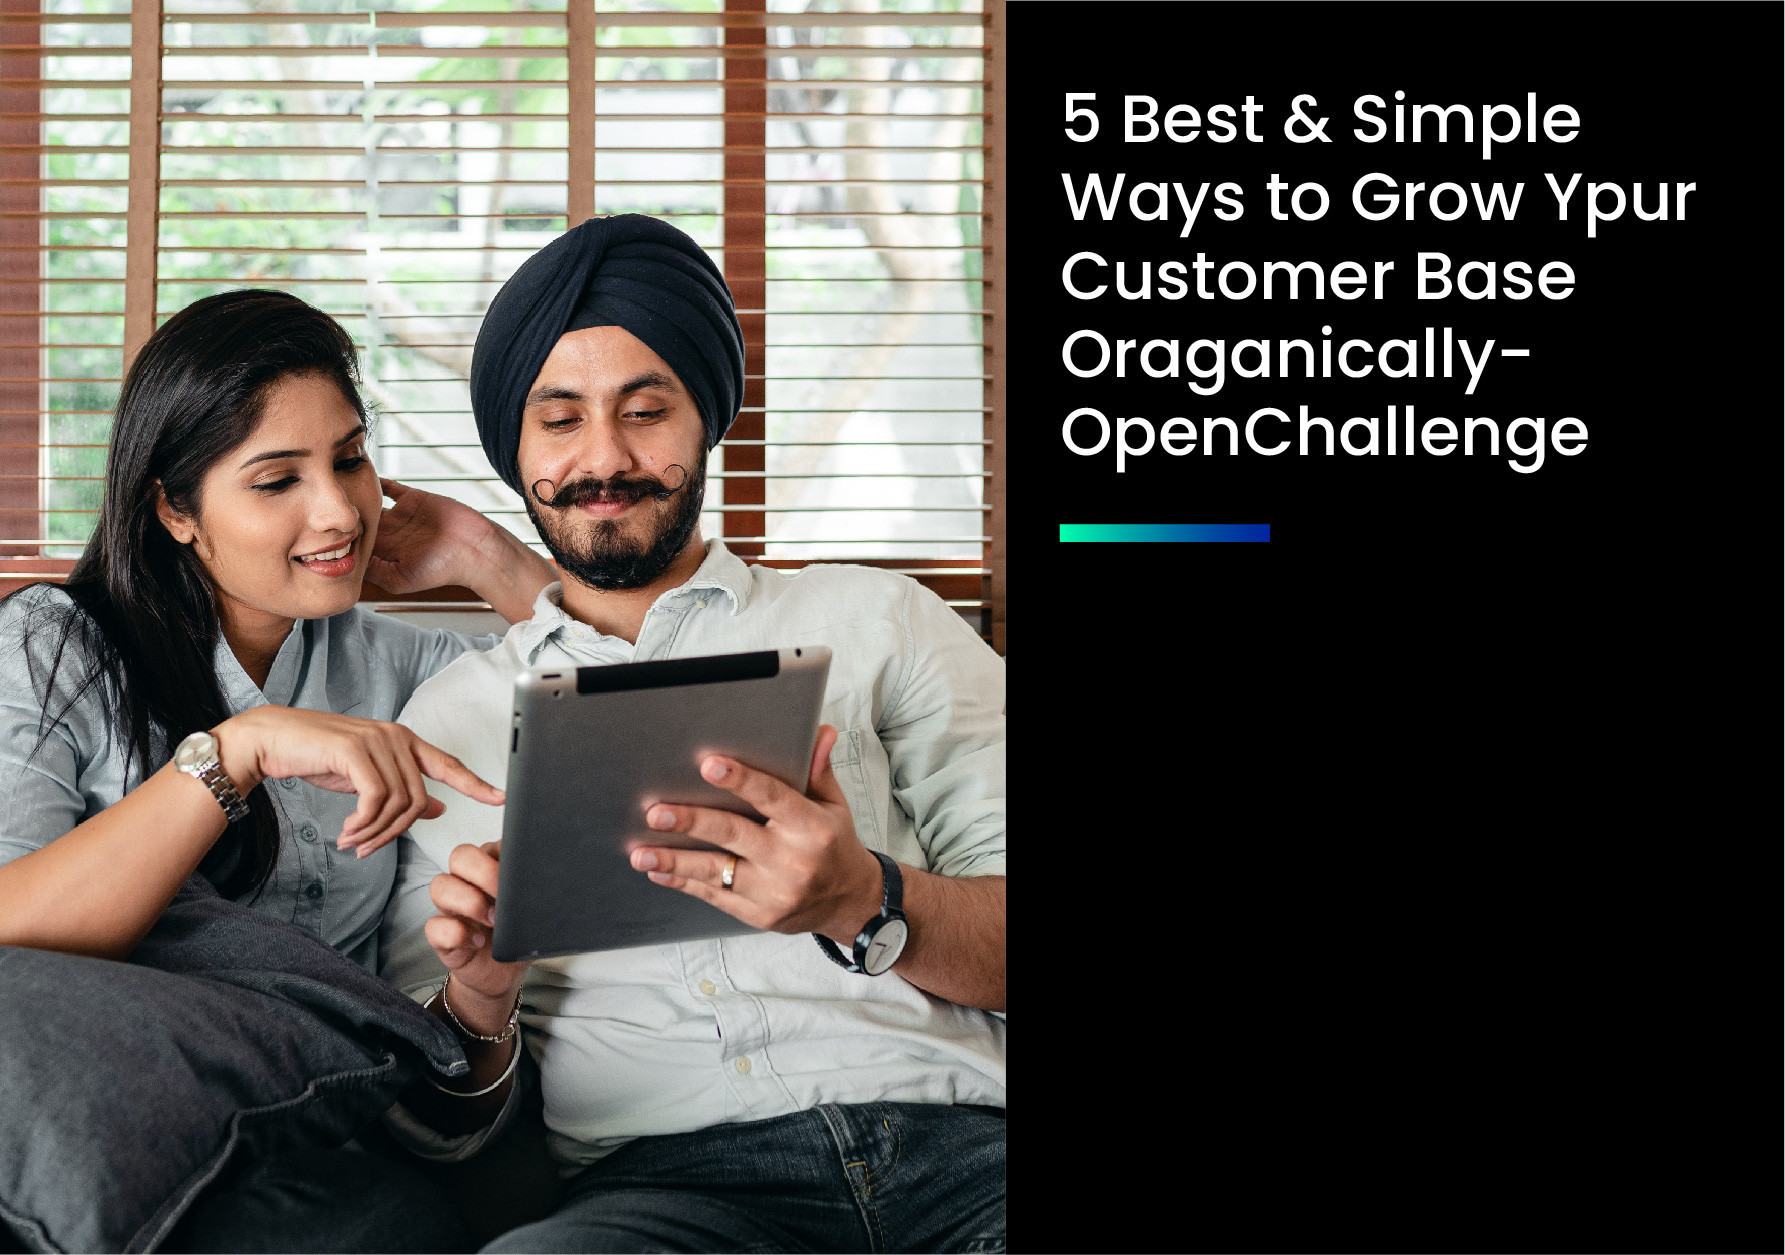 5 Best & Simple
Ways to Grow Ypur
Customer Base
Oraganically-
OpenChallenge